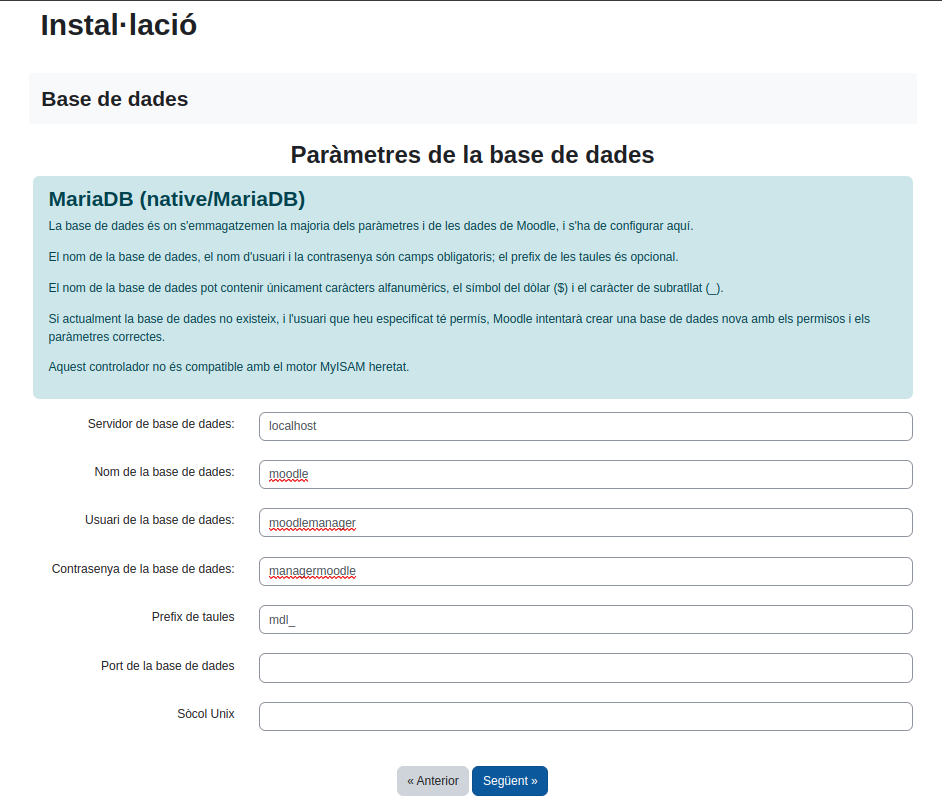 Instal·lació
Base de dades
Paràmetres de la base de dades
MariaDB (native/MariaDB)
La base de dades és on s'emmagatzemen la majoria dels paràmetres i de les dades de Moodle, i s'ha de configurar aquí.
El nom de la base de dades, el nom d'usuari i la contrasenya són camps obligatoris; el prefix de les taules és opcional.
El nom de la base de dades pot contenir únicament caràcters alfanumèrics, el símbol del dòlar ($) i el caràcter de subratllat (_).
Si actualment la base de dades no existeix, i l'usuari que heu especificat té permís, Moodle intentarà crear una base de dades nova amb els permisos i els
paràmetres correctes.
Aquest controlador no és compatible amb el motor MyISAM heretat.
Servidor de base de dades: localhost
Nom de la base de dades: moodle
Usuari de la base de dades: moodlemanager
Contrasenya de la base de dades: managermoodle
Prefix de taules mdl_
Port de la base de dades
Sòcol Unix
« Anterior Següent »